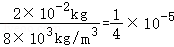 2×10⁻²kg / 8×10³kg/m³ = 1/4 ×10⁻⁵